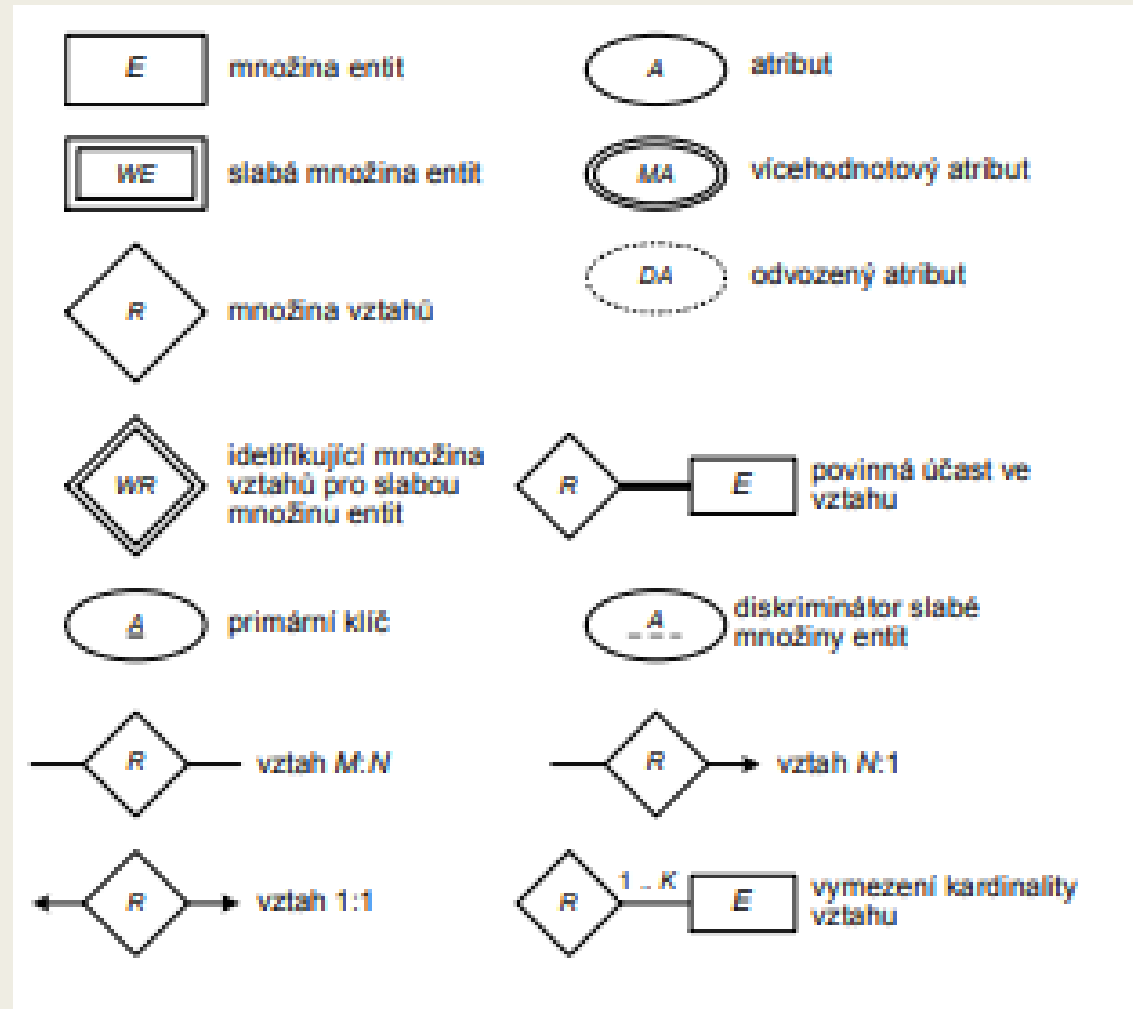 E množina entit
A atribut
WE slabá množina entit
MA vícehodnotový atribut
R množina vztahů
DA odvozený atribut
WR idetifikující množina
vztahů pro slabou
množinu entit
R E povinná účast ve
vztahu
A primární klíč
A diskriminátor slabé
množiny entit
R vztah M:N
R vztah N:1
R vztah 1:1
R 1 .. K E vymezení kardinality
vztahu